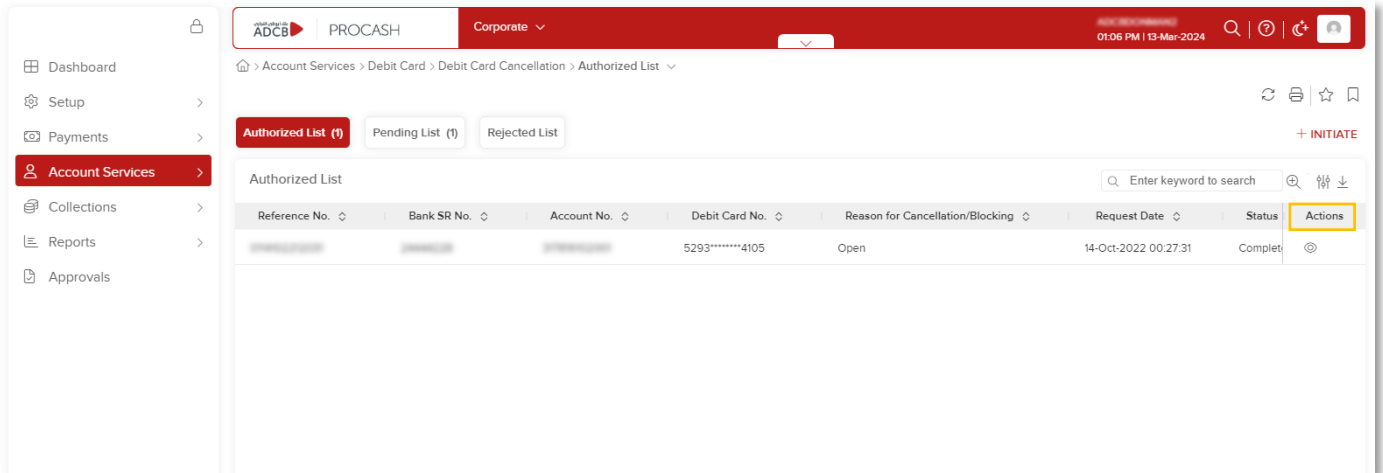 ADCB
PROCASH
Corporate
01:06 PM | 13-Mar-2024
Dashboard
Setup
Payments
Account Services
Collections
Reports
Approvals
> Account Services > Debit Card > Debit Card Cancellation > Authorized List
Authorized List (1)
Pending List (1)
Rejected List
+ INITIATE
Authorized List
Enter keyword to search
Reference No. Bank SR No. Account No. Debit Card No. Reason for Cancellation/Blocking Request Date Status Actions
5293********4105 Open 14-Oct-2022 00:27:31 Complet